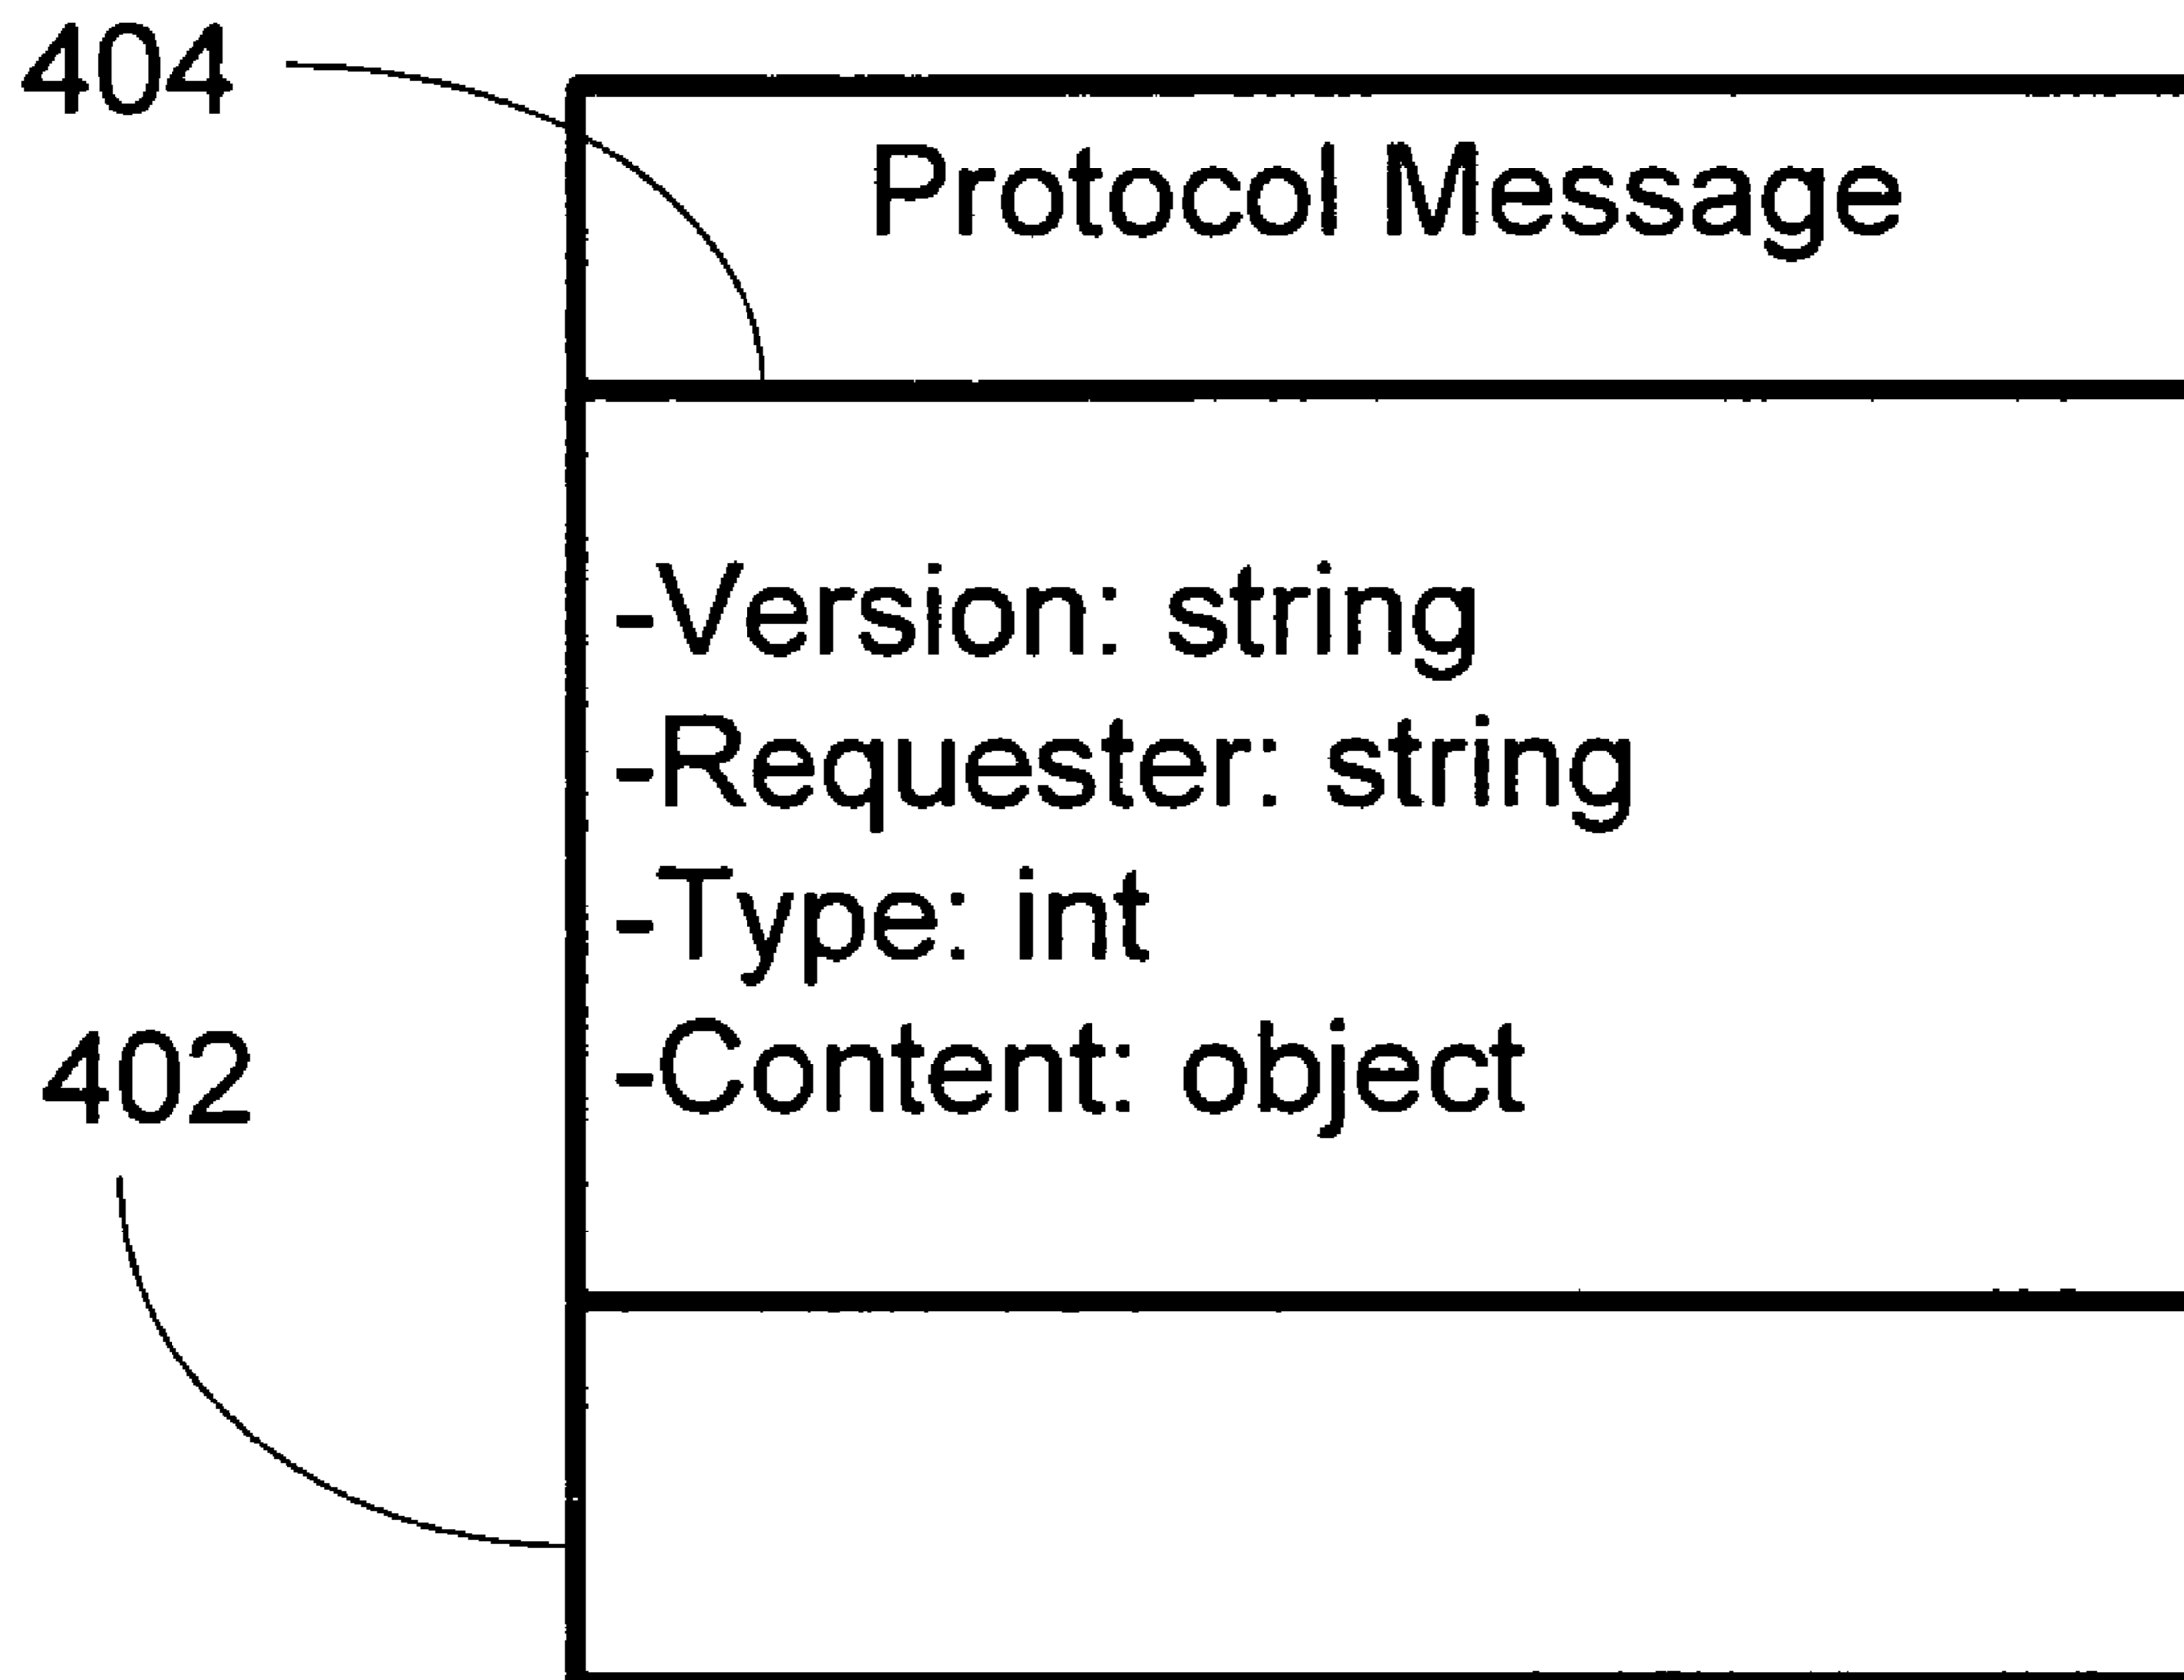 404
Protocol Message
-Version: string
-Requester: string
-Type: int
-Content: object
402